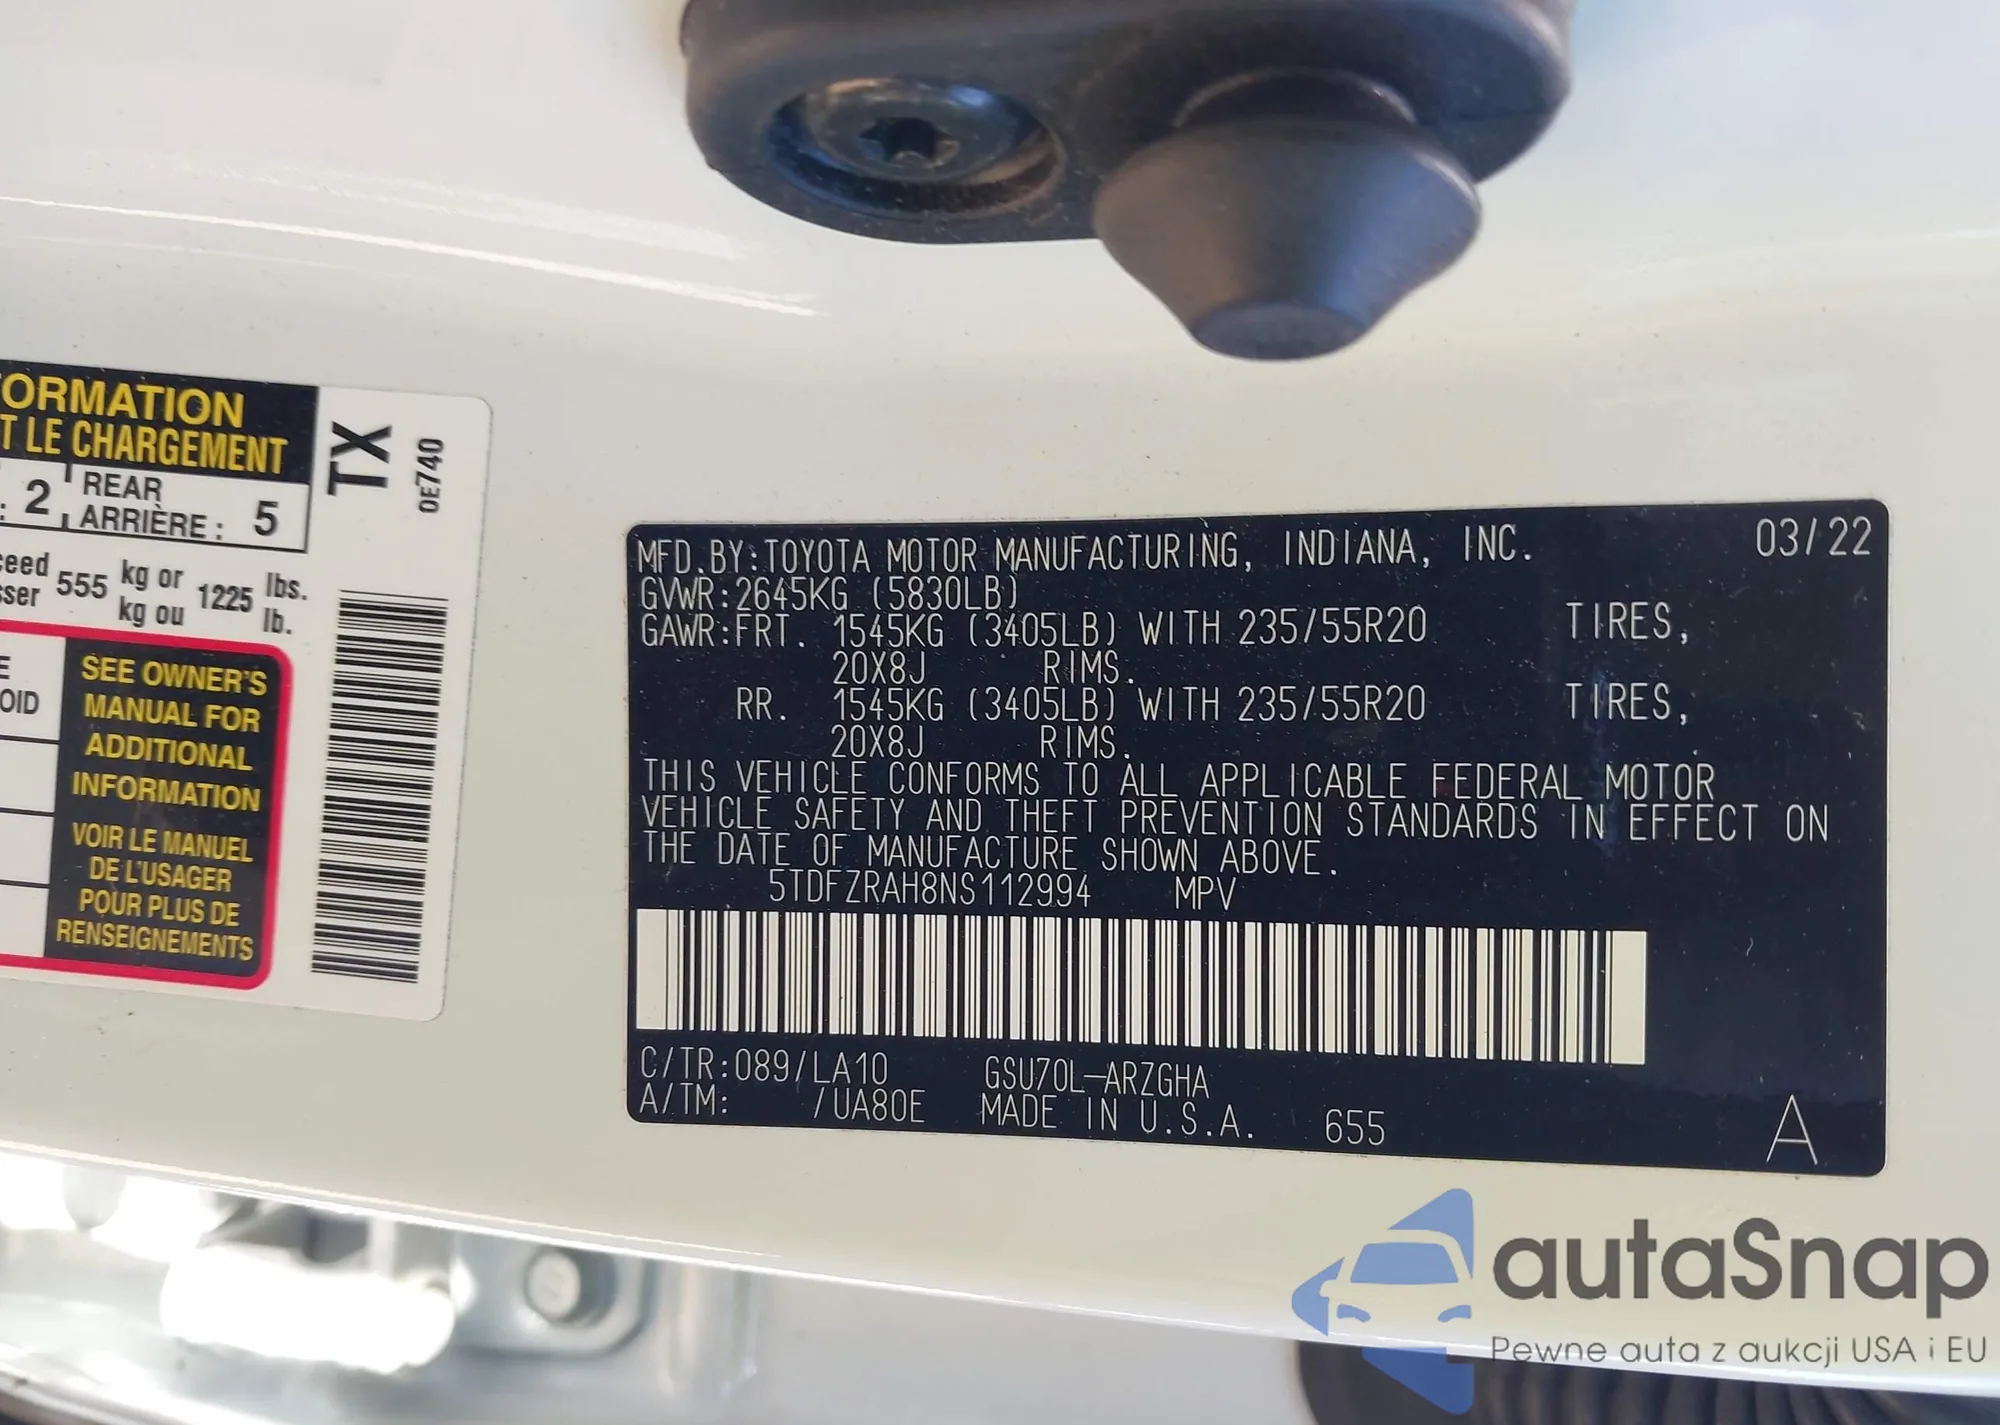 ORMATION
T LE CHARGEMENT
: 2 REAR
ARRIÈRE : 5
TX
0E740
ceed 555 kg or 1225 lbs.
sser kg ou lb.
E
OID
SEE OWNER'S
MANUAL FOR
ADDITIONAL
INFORMATION
VOIR LE MANUEL
DE L'USAGER
POUR PLUS DE
RENSEIGNEMENTS
MFD.BY:TOYOTA MOTOR MANUFACTURING, INDIANA, INC. 03/22
GVWR:2645KG (5830LB)
GAWR:FRT. 1545KG (3405LB) WITH 235/55R20 TIRES,
20X8J RIMS.
RR. 1545KG (3405LB) WITH 235/55R20 TIRES,
20X8J RIMS.
THIS VEHICLE CONFORMS TO ALL APPLICABLE FEDERAL MOTOR
VEHICLE SAFETY AND THEFT PREVENTION STANDARDS IN EFFECT ON
THE DATE OF MANUFACTURE SHOWN ABOVE.
5TDFZRAH8NS112994 MPV
C/TR:089/LA10 GSU70L-ARZGHA
A/TM: /UA80E MADE IN U.S.A. 655 A
autaSnap
Pewne auta z aukcji USA i EU